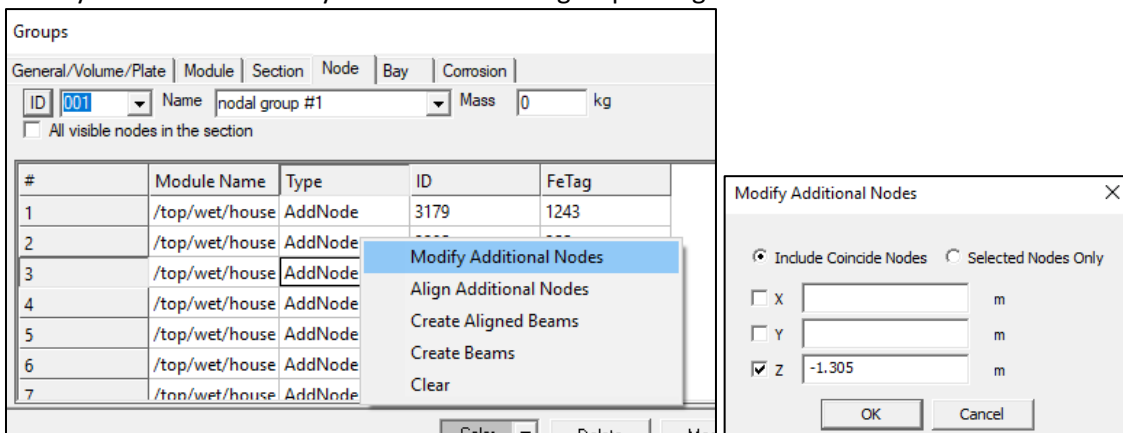 Groups
General/Volume/Plate Module Section Node Bay Corrosion
ID 001 Name nodal group #1 Mass 0 kg
All visible nodes in the section
# Module Name Type ID FeTag
1 /top/wet/house AddNode 3179 1243
2 /top/wet/house AddNode
3 /top/wet/house AddNode
4 /top/wet/house AddNode
5 /top/wet/house AddNode
6 /top/wet/house AddNode
7 /top/wet/house AddNode
Modify Additional Nodes
Align Additional Nodes
Create Aligned Beams
Create Beams
Clear
Color Delete
Modify Additional Nodes
Include Coincide Nodes Selected Nodes Only
X m
Y m
Z -1.305 m
OK Cancel